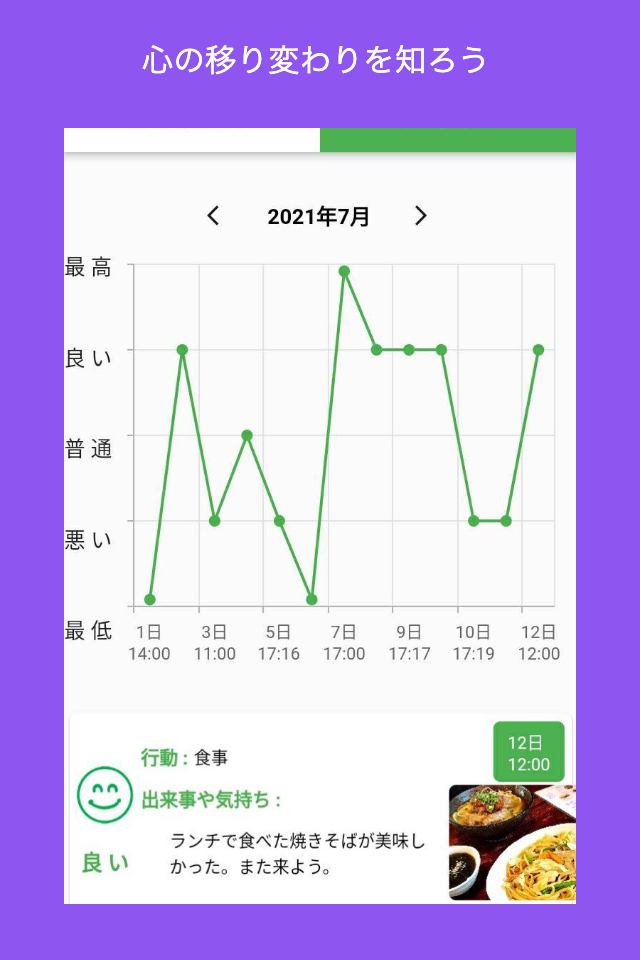 心の移り変わりを知ろう
2021年7月
最高
良い
普通
悪い
最低
1日 3日 5日 7日 9日 10日 12日
14:00 11:00 17:16 17:00 17:17 17:19 12:00
12日
12:00
行動 : 食事
出来事や気持ち :
ランチで食べた焼きそばが美味し
かった。また来よう。
良い